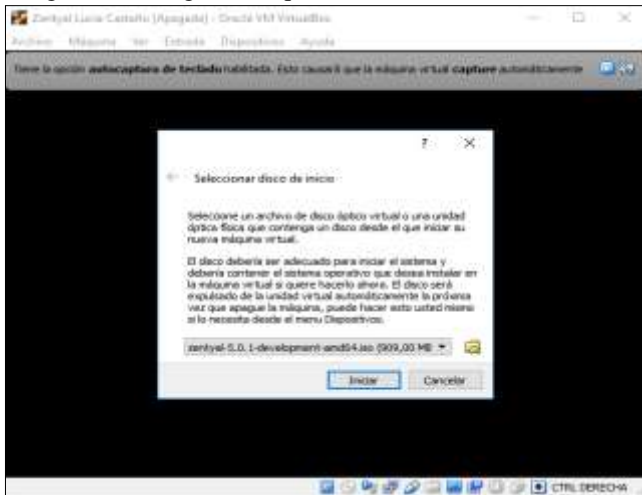 Zentyal Lucia Castaño [Apagada] - Oracle VM VirtualBox
Archivo Máquina Ver Entrada Dispositivos Ayuda
Tiene la opción autocaptura de teclado habilitada. Esto causará que la máquina virtual capture automáticamente
Seleccionar disco de inicio
Seleccione un archivo de disco óptico virtual o una unidad
óptica física que contenga un disco desde el que iniciar su
nueva máquina virtual.
El disco debería ser adecuado para iniciar el sistema y
debería contener el sistema operativo que desea instalar en
la máquina virtual si quiere hacerlo ahora. El disco será
expulsado de la unidad virtual automáticamente la próxima
vez que apague la máquina, puede hacer esto usted mismo
si lo necesita desde el menu Dispositivos.
zentyal-5.0.1-development-amd64.iso (909,00 MB
Iniciar Cancelar
CTRL DERECHA